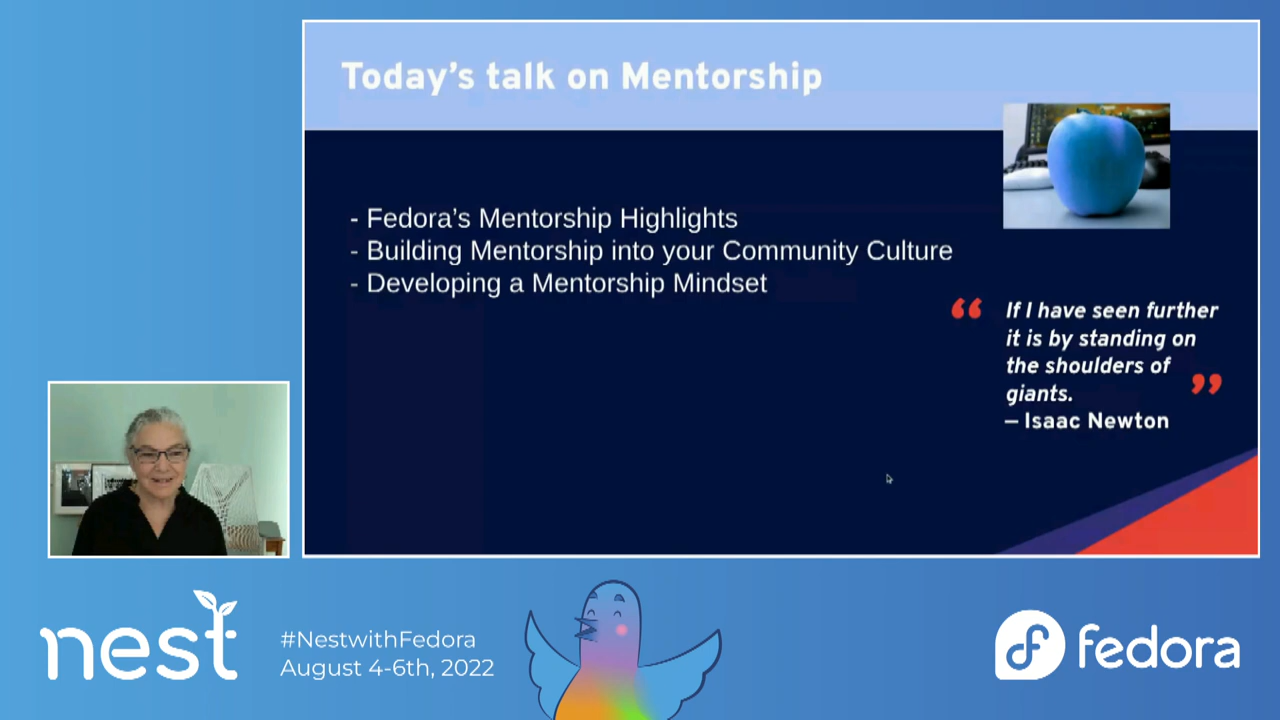 Today's talk on Mentorship
- Fedora's Mentorship Highlights
- Building Mentorship into your Community Culture
- Developing a Mentorship Mindset
“ If I have seen further
it is by standing on
the shoulders of
giants. ”
– Isaac Newton
nest
#NestwithFedora
August 4-6th, 2022
fedora